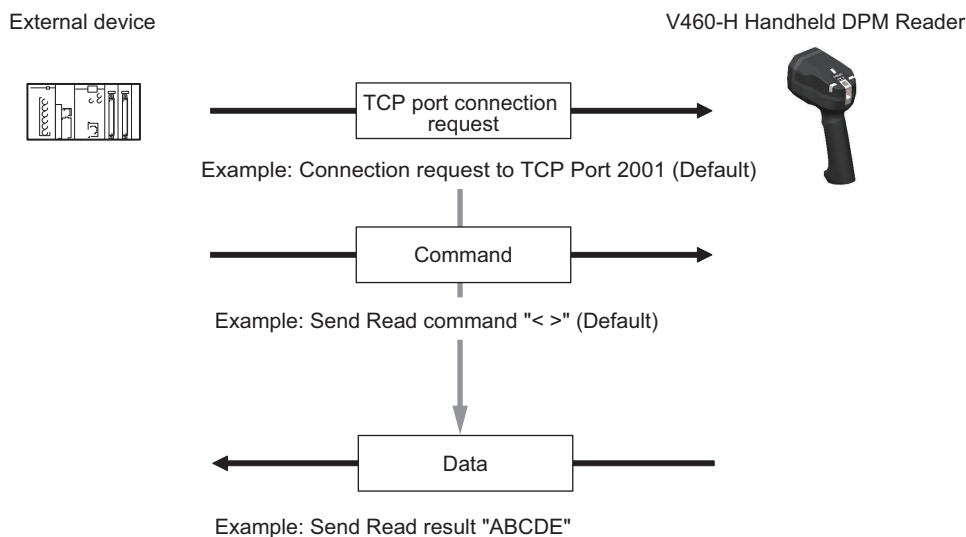 External device
V460-H Handheld DPM Reader
TCP port connection
request
Example: Connection request to TCP Port 2001 (Default)
Command
Example: Send Read command "< >" (Default)
Data
Example: Send Read result "ABCDE"